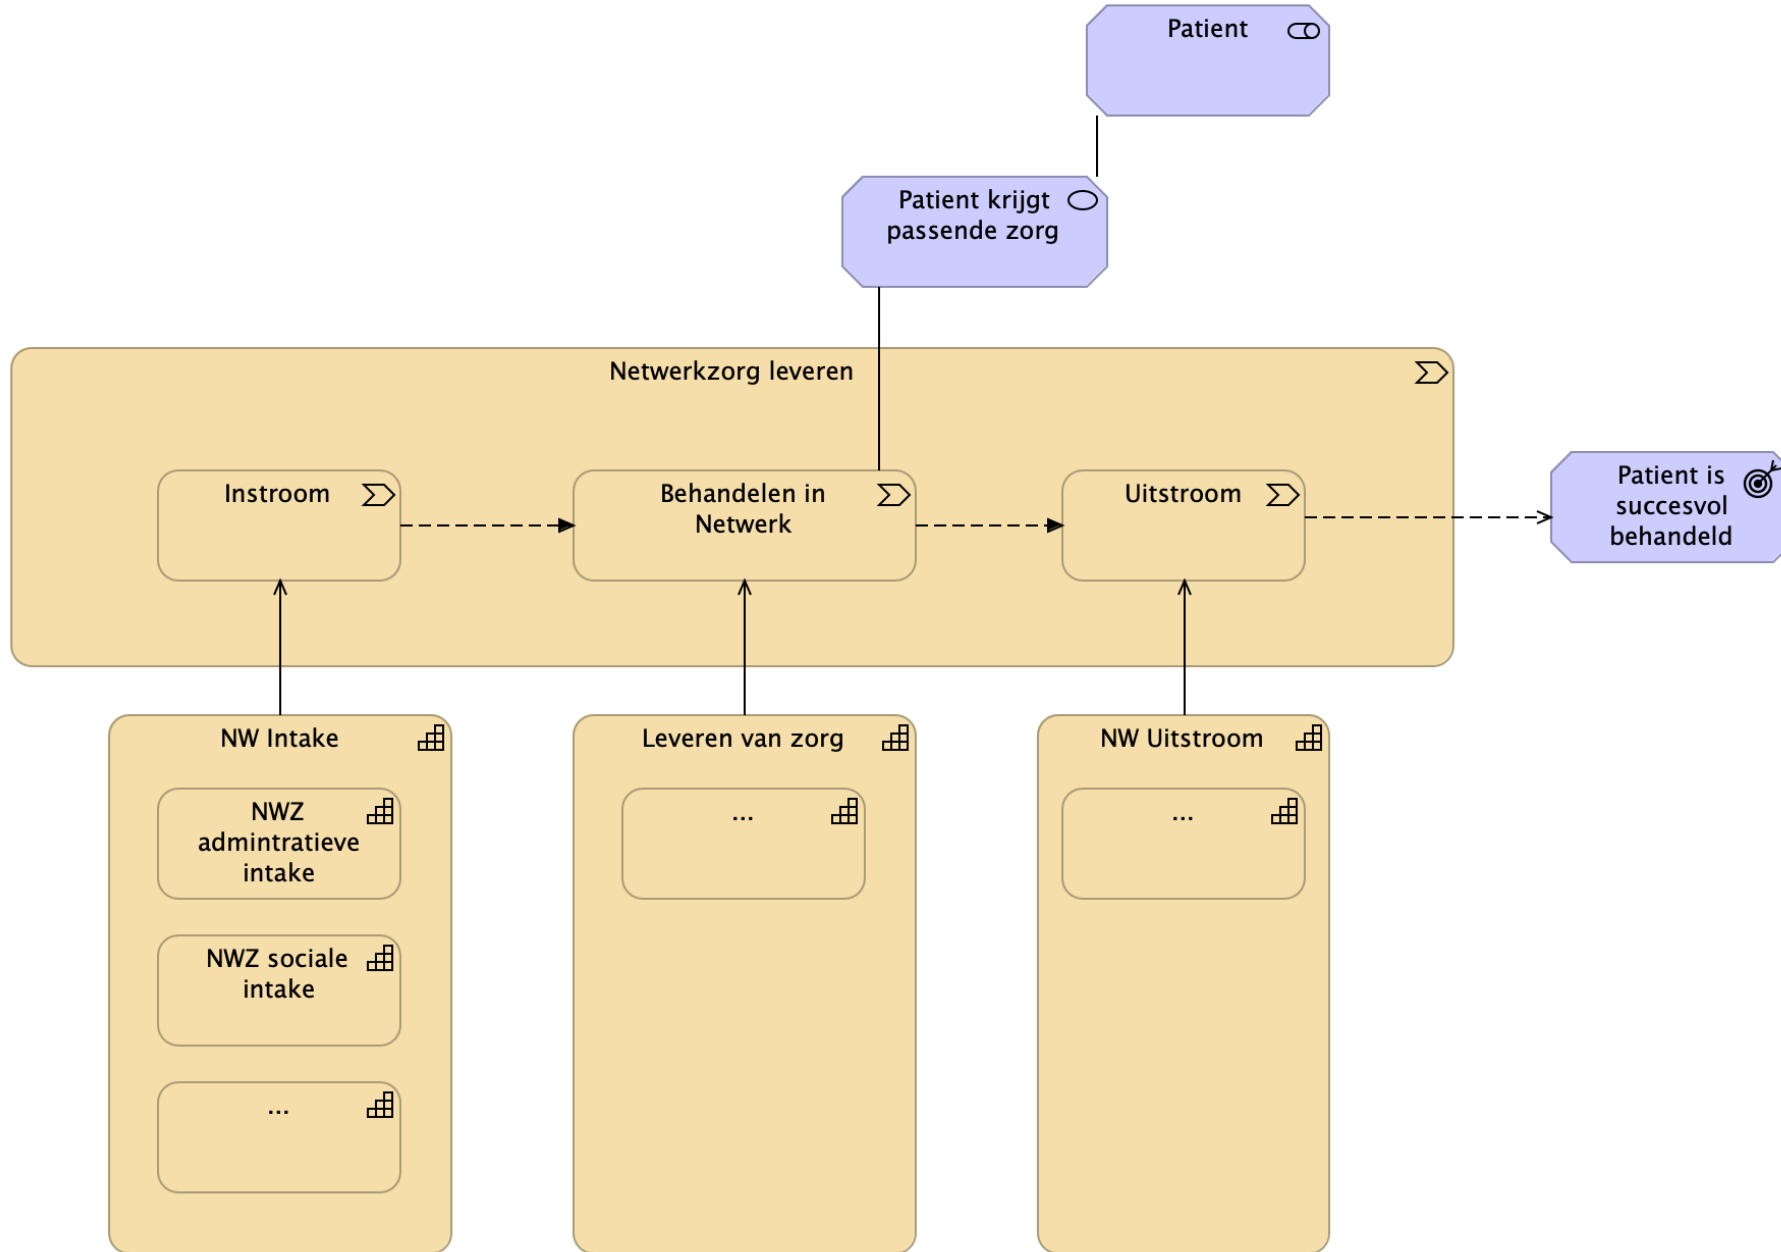 Patient
Patient krijgt
passende zorg
Netwerkzorg leveren
Instroom
Behandelen in
Netwerk
Uitstroom
Patient is
succesvol
behandeld
NW Intake
NWZ
admintratieve
intake
NWZ sociale
intake
...
Leveren van zorg
...
NW Uitstroom
...